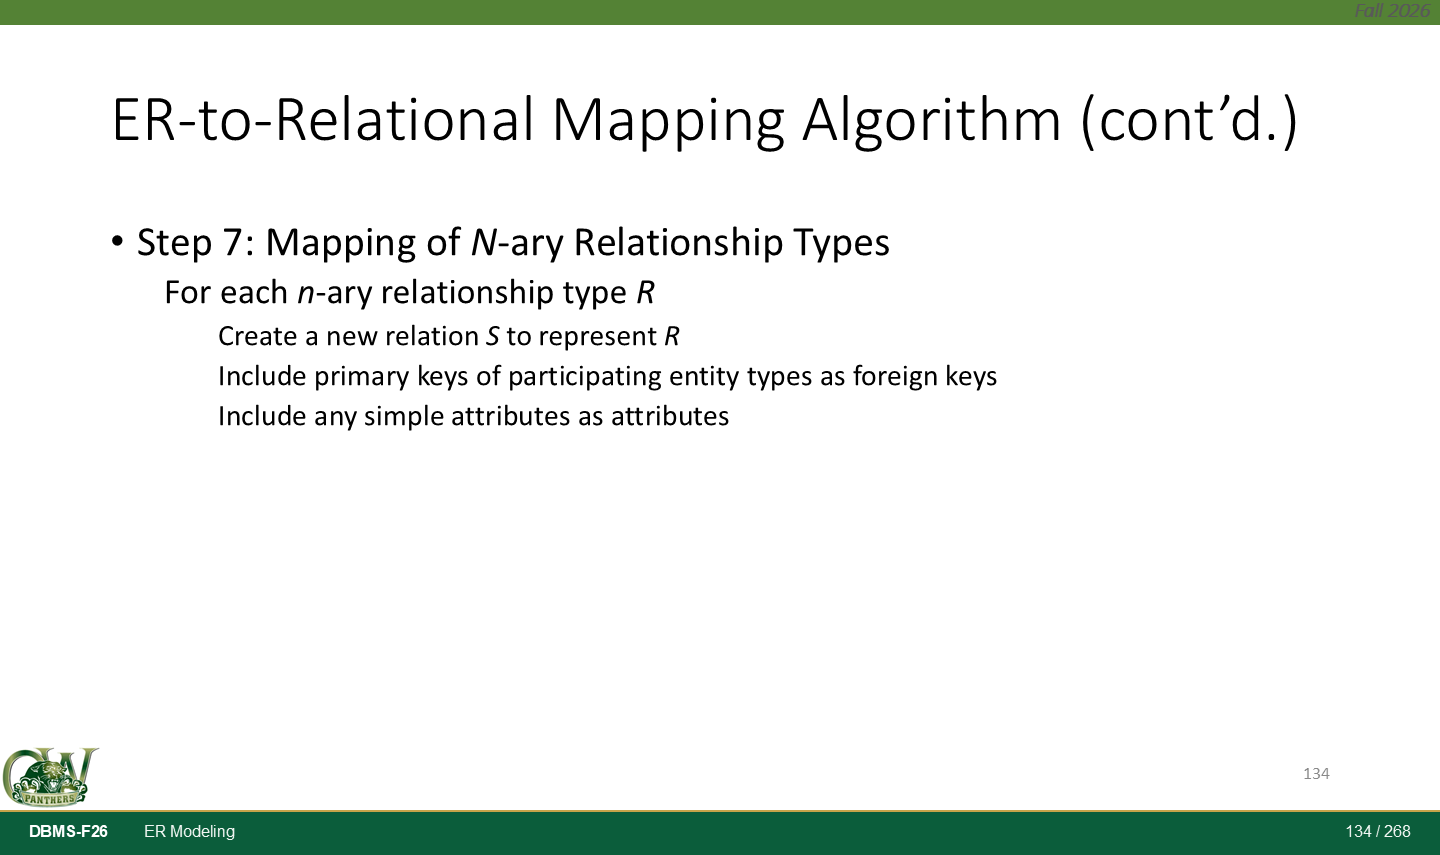 Fall 2026
ER-to-Relational Mapping Algorithm (cont’d.)
• Step 7: Mapping of N-ary Relationship Types
For each n-ary relationship type R
Create a new relation S to represent R
Include primary keys of participating entity types as foreign keys
Include any simple attributes as attributes
OW
PANTHERS
134
DBMS-F26 ER Modeling 134 / 268